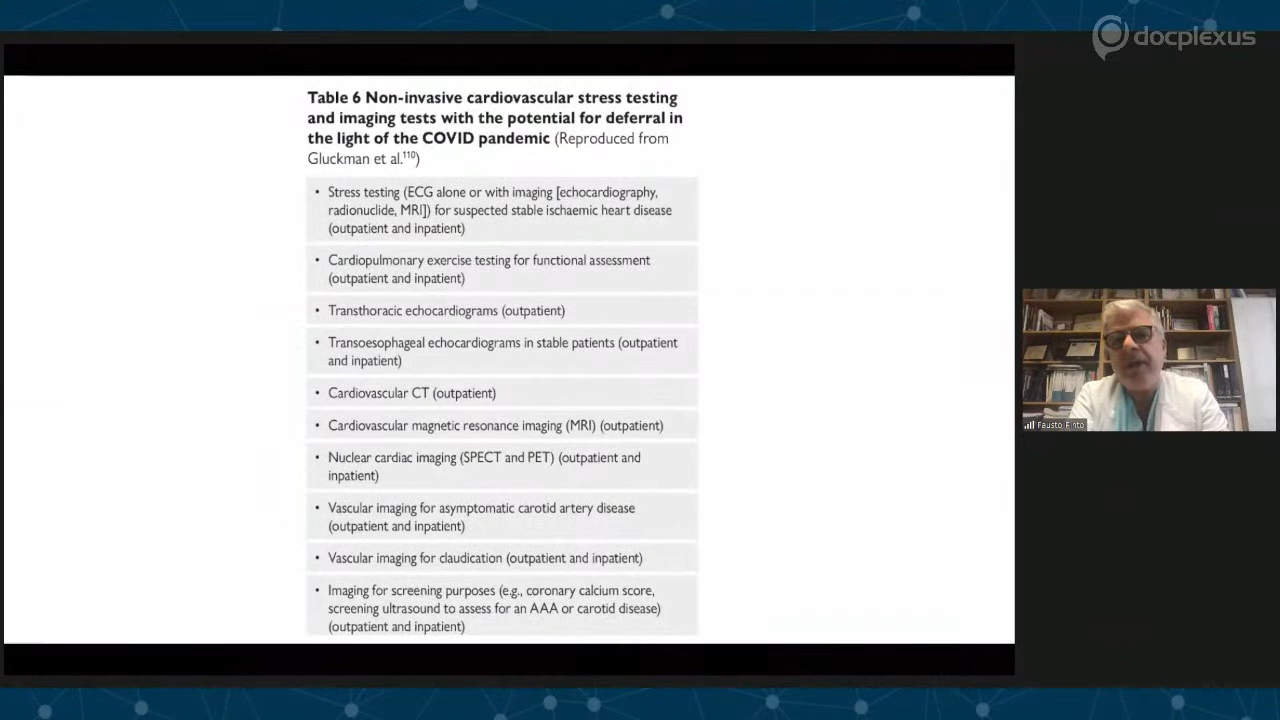 docplexus
Table 6 Non-invasive cardiovascular stress testing
and imaging tests with the potential for deferral in
the light of the COVID pandemic (Reproduced from
Gluckman et al.110)
• Stress testing (ECG alone or with imaging [echocardiography,
radionuclide, MRI]) for suspected stable ischaemic heart disease
(outpatient and inpatient)
• Cardiopulmonary exercise testing for functional assessment
(outpatient and inpatient)
• Transthoracic echocardiograms (outpatient)
• Transoesophageal echocardiograms in stable patients (outpatient
and inpatient)
• Cardiovascular CT (outpatient)
• Cardiovascular magnetic resonance imaging (MRI) (outpatient)
• Nuclear cardiac imaging (SPECT and PET) (outpatient and
inpatient)
• Vascular imaging for asymptomatic carotid artery disease
(outpatient and inpatient)
• Vascular imaging for claudication (outpatient and inpatient)
• Imaging for screening purposes (e.g., coronary calcium score,
screening ultrasound to assess for an AAA or carotid disease)
(outpatient and inpatient)
Fausto Pinto